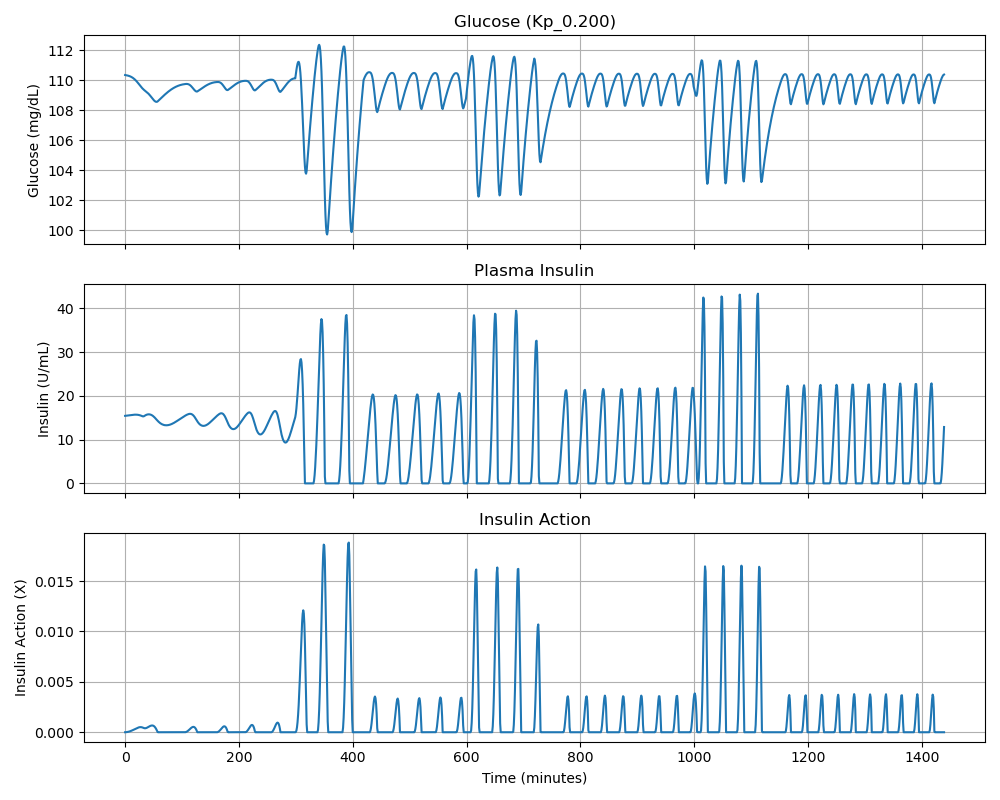 Glucose (Kp_0.200)
Glucose (mg/dL)
112
110
108
106
104
102
100
Plasma Insulin
Insulin (U/mL)
40
30
20
10
0
Insulin Action
Insulin Action (X)
0.015
0.010
0.005
0.000
0 200 400 600 800 1000 1200 1400
Time (minutes)